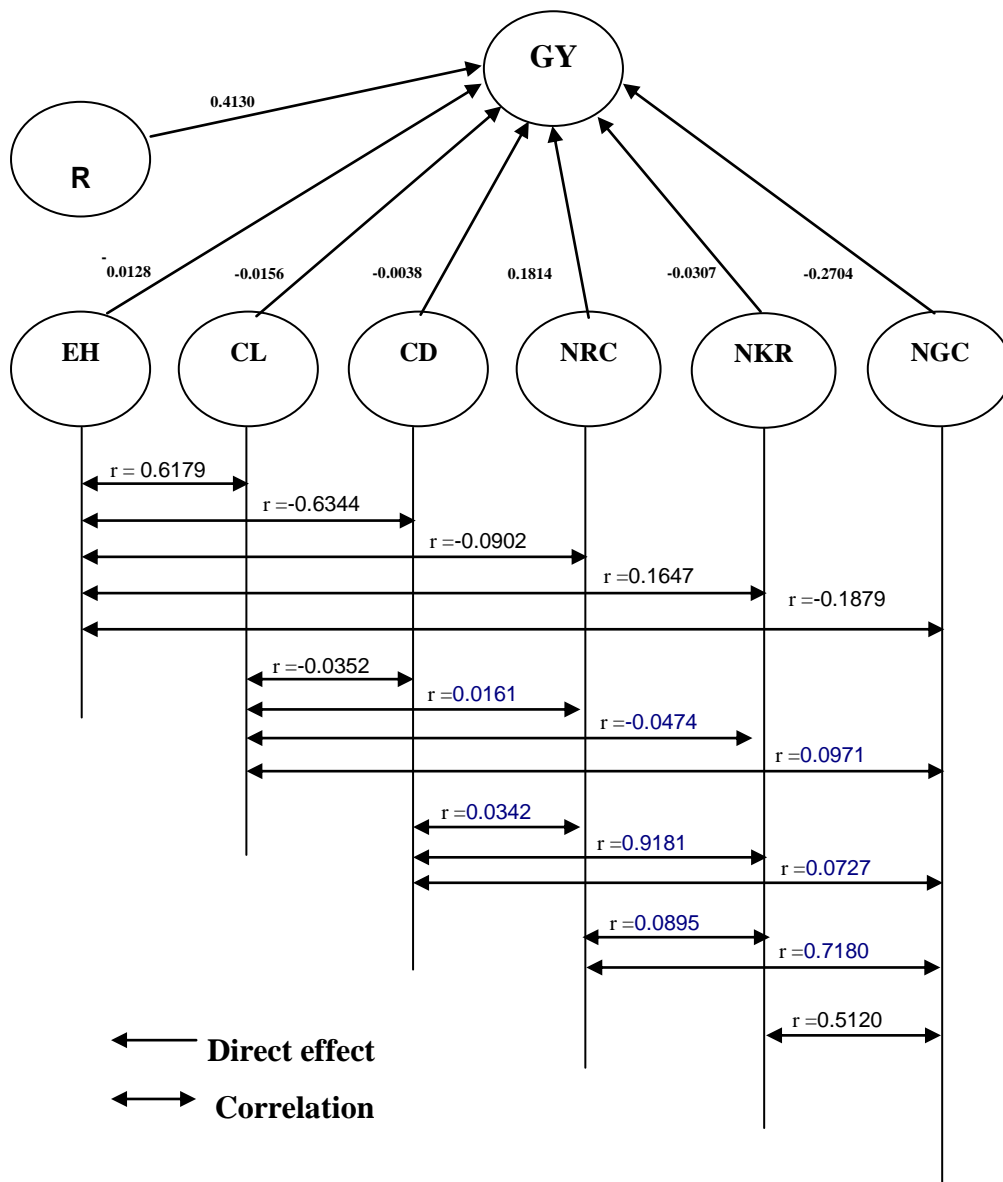 GY
0.4130
R
-
0.0128
-0.0156
-0.0038
0.1814
-0.0307
-0.2704
EH
CL
CD
NRC
NKR
NGC
r = 0.6179
r =-0.6344
r =-0.0902
r =0.1647
r =-0.1879
r =-0.0352
r =0.0161
r =-0.0474
r =0.0971
r =0.0342
r =0.9181
r =0.0727
r =0.0895
r =0.7180
r =0.5120
Direct effect
Correlation